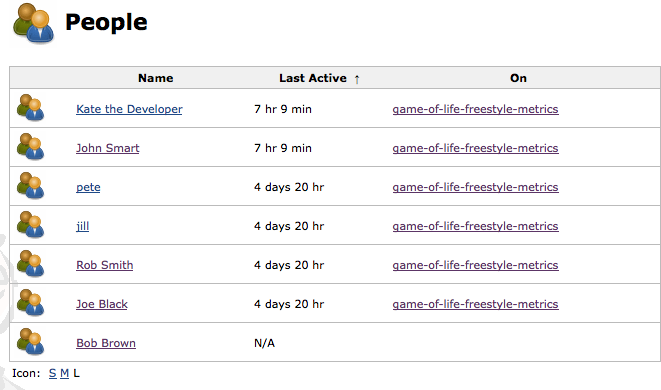 People
Name Last Active ↑ On
Kate the Developer 7 hr 9 min game-of-life-freestyle-metrics
John Smart 7 hr 9 min game-of-life-freestyle-metrics
pete 4 days 20 hr game-of-life-freestyle-metrics
jill 4 days 20 hr game-of-life-freestyle-metrics
Rob Smith 4 days 20 hr game-of-life-freestyle-metrics
Joe Black 4 days 20 hr game-of-life-freestyle-metrics
Bob Brown N/A
Icon: S M L